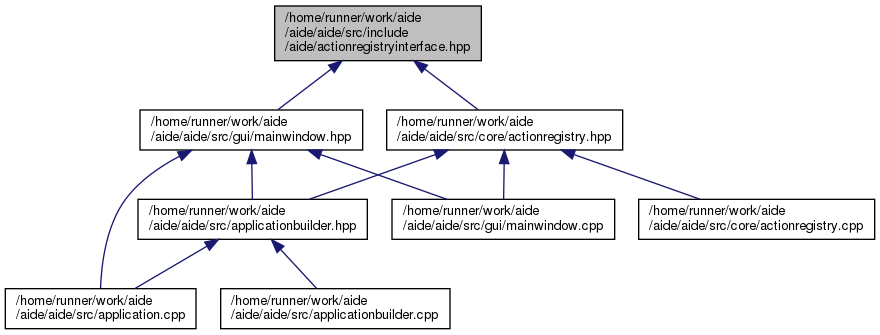 /home/runner/work/aide
/aide/aide/src/include
/aide/actionregistryinterface.hpp
/home/runner/work/aide
/aide/aide/src/gui/mainwindow.hpp
/home/runner/work/aide
/aide/aide/src/core/actionregistry.hpp
/home/runner/work/aide
/aide/aide/src/applicationbuilder.hpp
/home/runner/work/aide
/aide/aide/src/gui/mainwindow.cpp
/home/runner/work/aide
/aide/aide/src/core/actionregistry.cpp
/home/runner/work/aide
/aide/aide/src/application.cpp
/home/runner/work/aide
/aide/aide/src/applicationbuilder.cpp